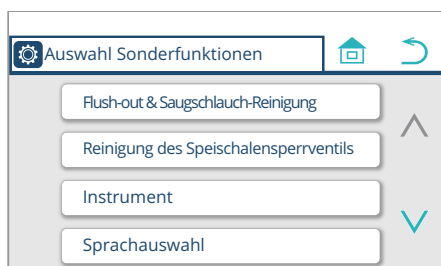 Auswahl Sonderfunktionen
Flush-out & Saugschlauch-Reinigung
Reinigung des Speischalensperrventils
Instrument
Sprachauswahl